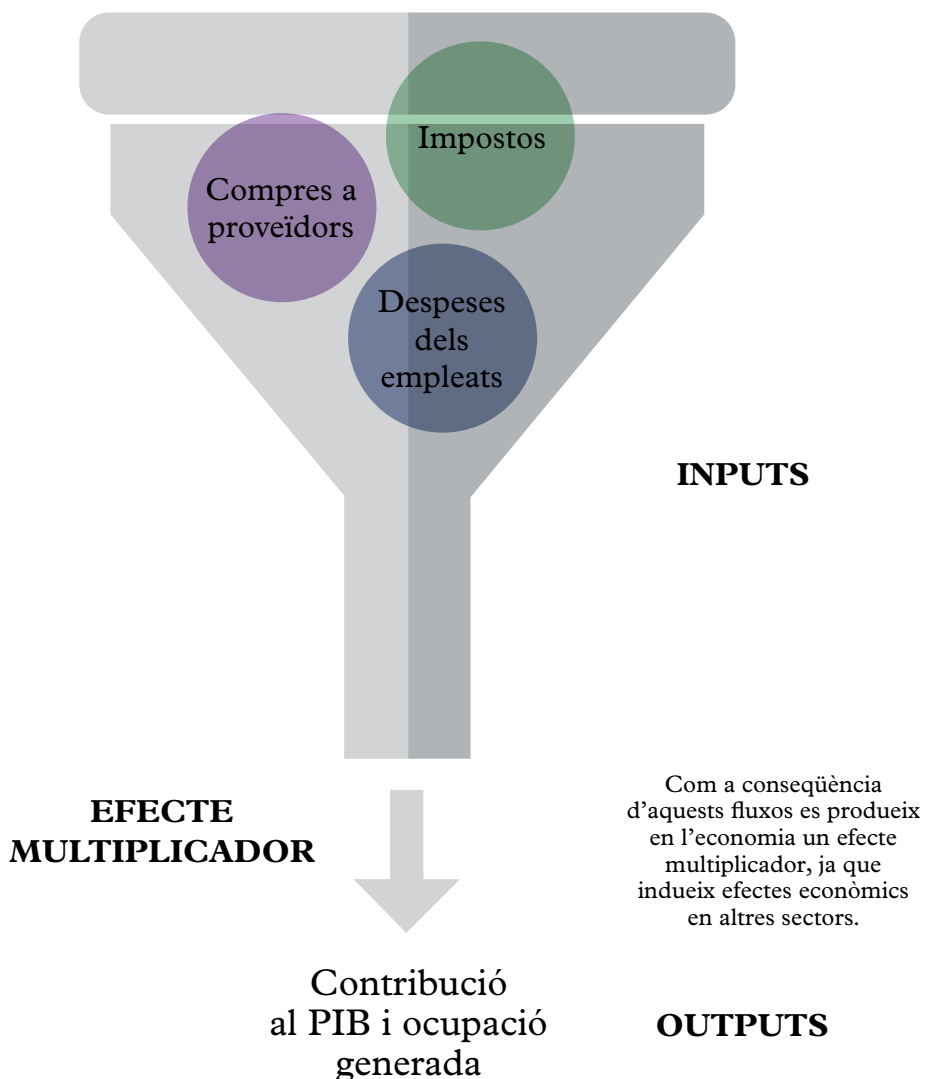 Impostos
Compres a
proveïdors
Despeses
dels
empleats
INPUTS
EFECTE
MULTIPLICADOR
Com a conseqüència
d’aquests fluxos es produeix
en l’economia un efecte
multiplicador, ja que
indueix efectes econòmics
en altres sectors.
Contribució
al PIB i ocupació
generada
OUTPUTS